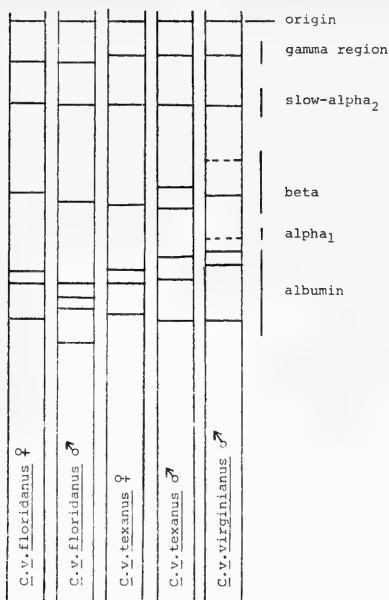 origin
gamma region
slow-alpha2
beta
alpha1
albumin
C.v.floridanus ♀
C.v.floridanus ♂
C.v.texanus ♀
C.v.texanus ♂
C.v.virginianus ♂